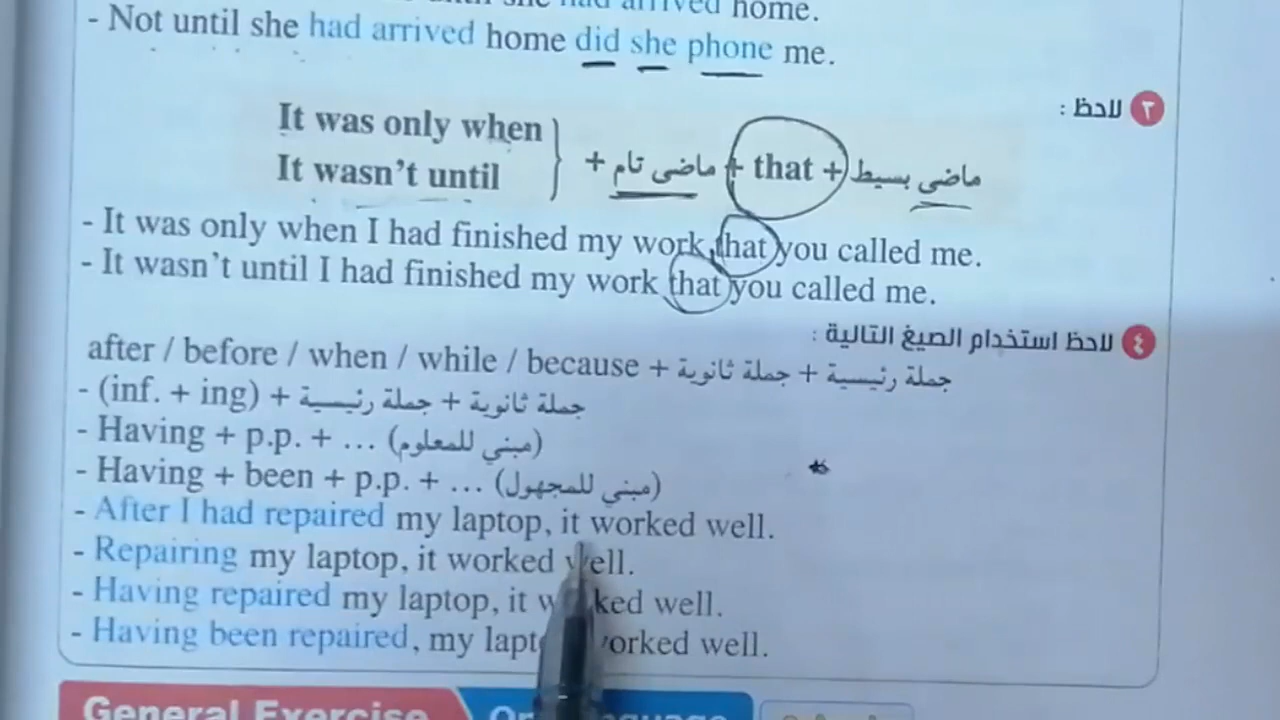 had arrived home.
- Not until she had arrived home did she phone me.
٣ لاحظ :
It was only when
It wasn't until
+ ماضي تام + that + ماضي بسيط
- It was only when I had finished my work that you called me.
- It wasn't until I had finished my work that you called me.
٤ لاحظ استخدام الصيغ التالية :
after / before / when / while / because + جملة ثانوية + جملة رئيسية
- (inf. + ing) + جملة رئيسية + جملة ثانوية
- Having + p.p. + ... (مبني للمعلوم)
- Having + been + p.p. + ... (مبني للمجهول)
- After I had repaired my laptop, it worked well.
- Repairing my laptop, it worked well.
- Having repaired my laptop, it worked well.
- Having been repaired, my laptop worked well.
General Exercise